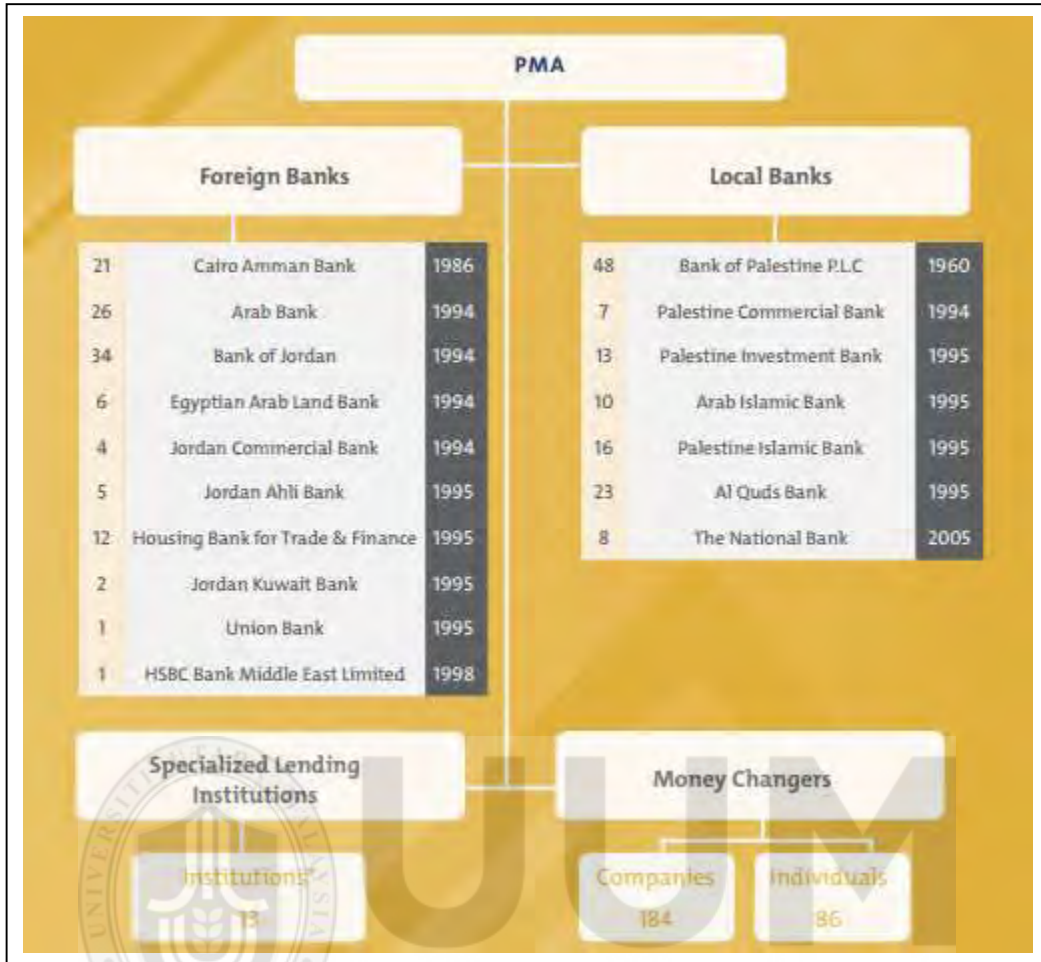 PMA
Foreign Banks
21 Cairo Amman Bank 1986
26 Arab Bank 1994
34 Bank of Jordan 1994
6 Egyptian Arab Land Bank 1994
4 Jordan Commercial Bank 1994
5 Jordan Ahli Bank 1995
12 Housing Bank for Trade & Finance 1995
2 Jordan Kuwait Bank 1995
1 Union Bank 1995
1 HSBC Bank Middle East Limited 1998
Local Banks
48 Bank of Palestine P.L.C 1960
7 Palestine Commercial Bank 1994
13 Palestine Investment Bank 1995
10 Arab Islamic Bank 1995
16 Palestine Islamic Bank 1995
23 Al Quds Bank 1995
8 The National Bank 2005
Specialized Lending
Institutions
Institutions*
13
Money Changers
Companies
184
Individuals
86
UUM